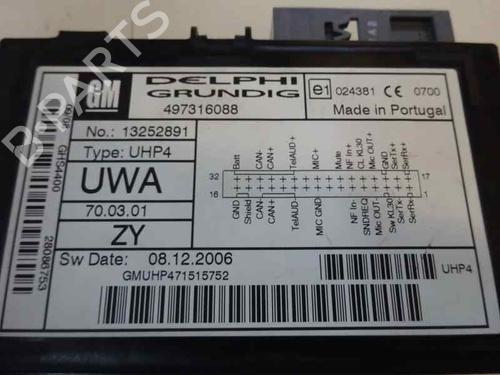 GM
DELPHI
GRUNDIG
497316088
e1 024381 CE 0700
Made in Portugal
No.: 13252891
Type: UHP4
UWA
70.03.01
ZY
Sw Date: 08.12.2006
GMUHP471515752
UHP4
Batt CAN- CAN+ TelAUD+ MIC+ Mute NF In+ CL KL30 Mic OUT+ GND SerTx+ SerRx+
32 17
16 1
GND Shield CAN- CAN+ TelAUD- MIC GND NF In- SNDREQ Mic OUT- Sw KL30 SerTx- SerRx-
280867253
B-PARTS